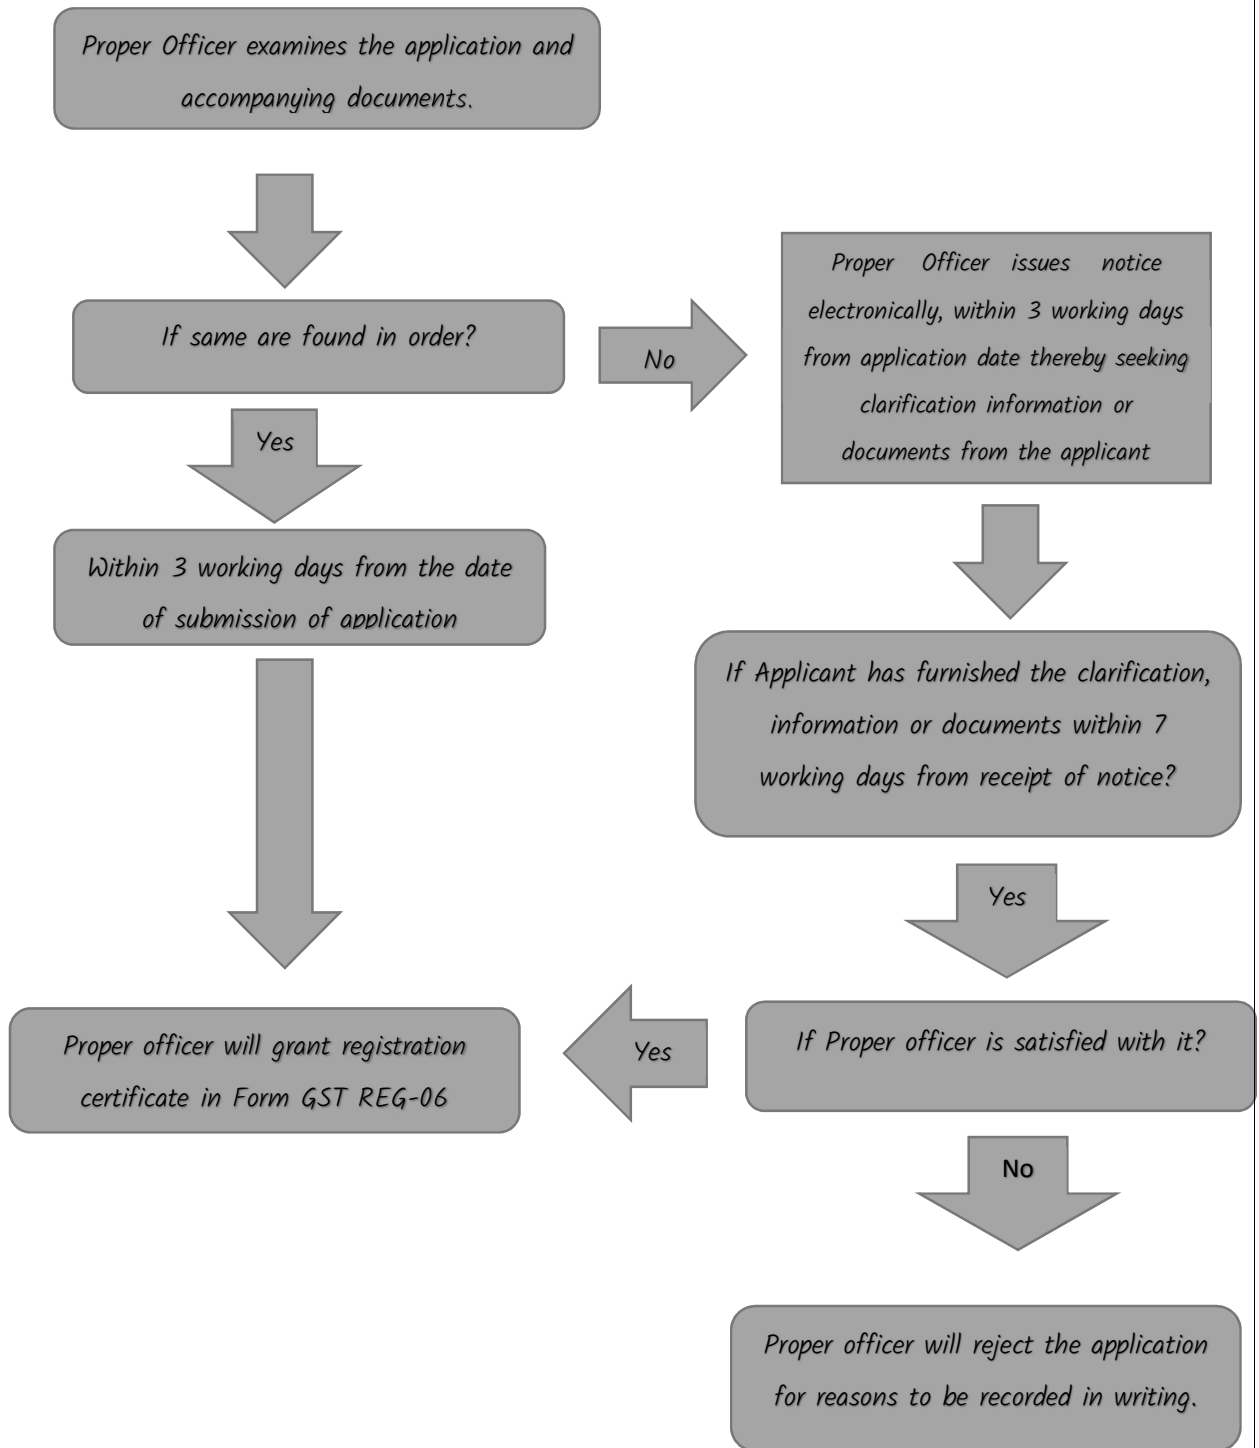 Proper Officer examines the application and
accompanying documents.
If same are found in order?
No
Proper Officer issues notice
electronically, within 3 working days
from application date thereby seeking
clarification information or
documents from the applicant
Yes
Within 3 working days from the date
of submission of application
If Applicant has furnished the clarification,
information or documents within 7
working days from receipt of notice?
Yes
If Proper officer is satisfied with it?
Yes
Proper officer will grant registration
certificate in Form GST REG-06
No
Proper officer will reject the application
for reasons to be recorded in writing.